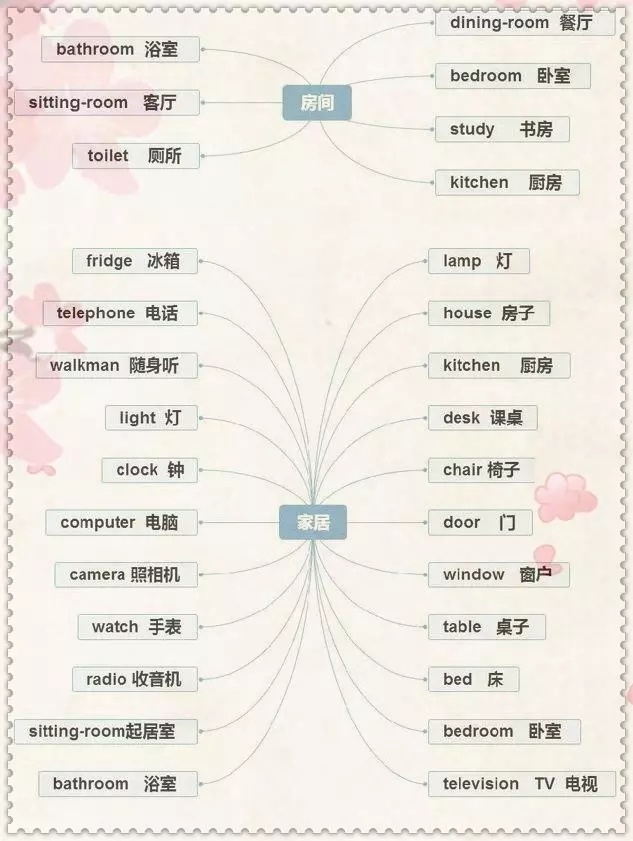 房间
bathroom 浴室
sitting-room 客厅
toilet 厕所
dining-room 餐厅
bedroom 卧室
study 书房
kitchen 厨房
家居
fridge 冰箱
telephone 电话
walkman 随身听
light 灯
clock 钟
computer 电脑
camera 照相机
watch 手表
radio 收音机
sitting-room起居室
bathroom 浴室
lamp 灯
house 房子
kitchen 厨房
desk 课桌
chair 椅子
door 门
window 窗户
table 桌子
bed 床
bedroom 卧室
television TV 电视